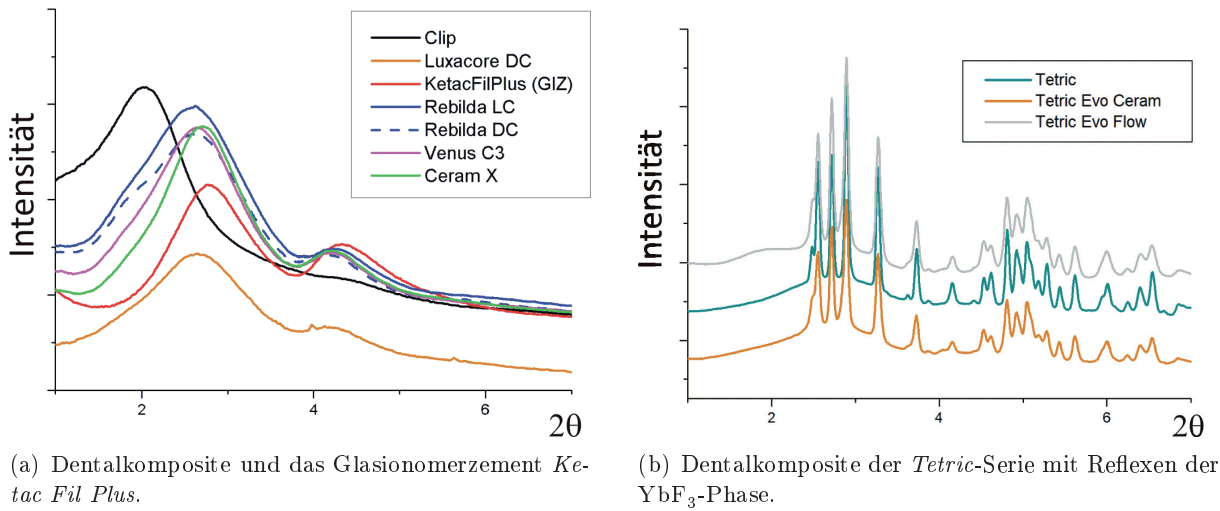 Intensität
Clip
Luxacore DC
KetacFilPlus (GIZ)
Rebilda LC
Rebilda DC
Venus C3
Ceram X
2
4
6
2θ
(a) Dentalkomposite und das Glasionomerzement Ke-
tac Fil Plus.
Intensität
Tetric
Tetric Evo Ceram
Tetric Evo Flow
2
4
6
2θ
(b) Dentalkomposite der Tetric-Serie mit Reflexen der
YbF₃-Phase.